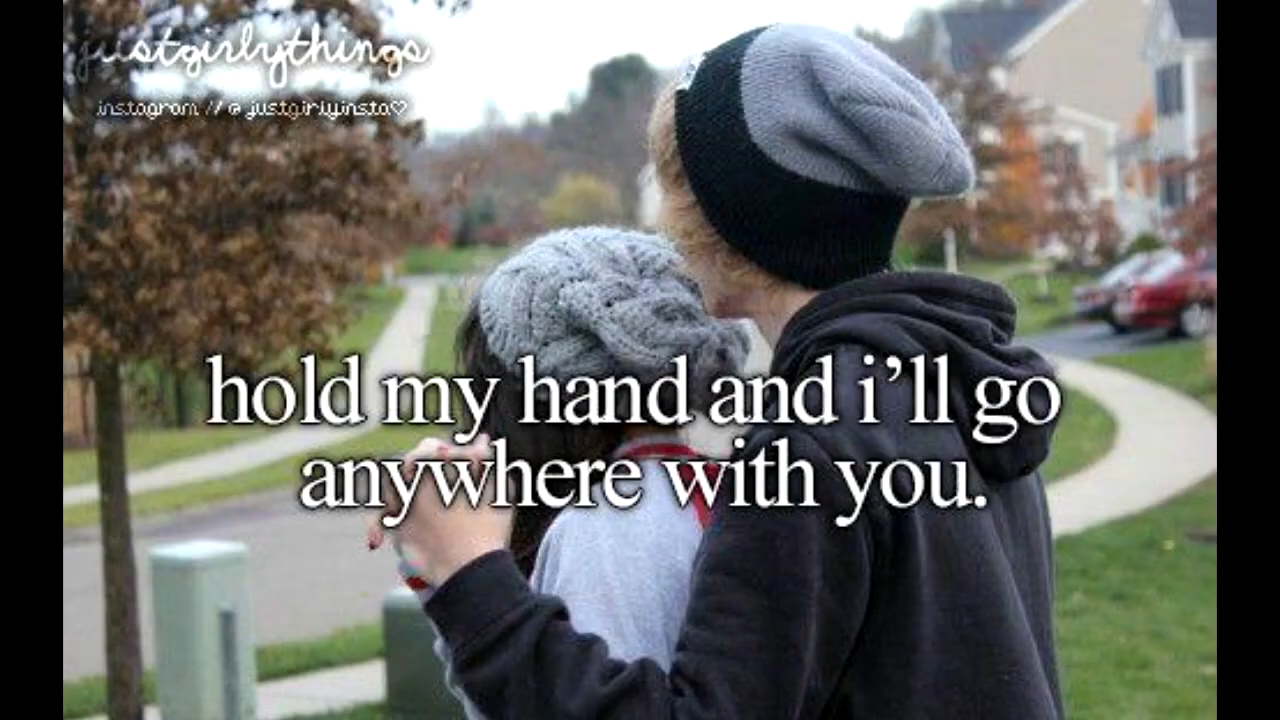 justgirlythings
instagram // @justgirlyinsta♡
hold my hand and i’ll go
anywhere with you.